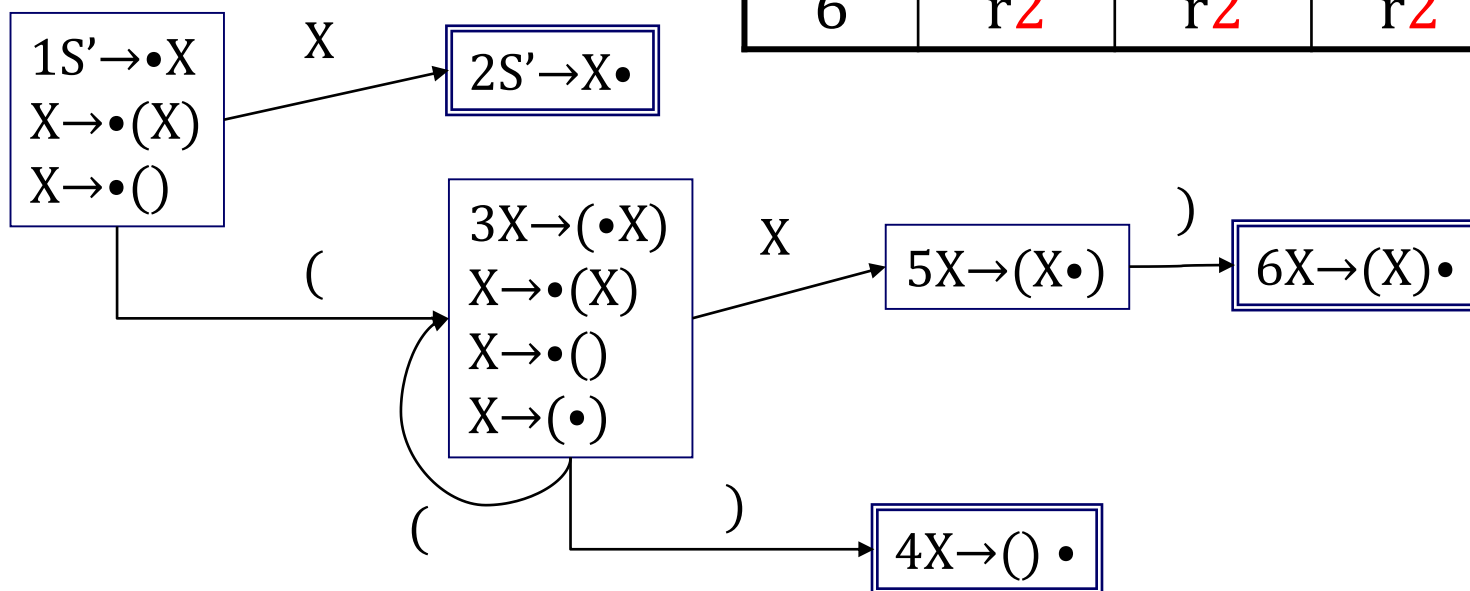 6 r2 r2 r2
1S’→•X
X→•(X)
X→•()
X
2S’→X•
(
3X→(•X)
X→•(X)
X→•()
X→(•)
X
5X→(X•)
)
6X→(X)•
(
)
4X→() •